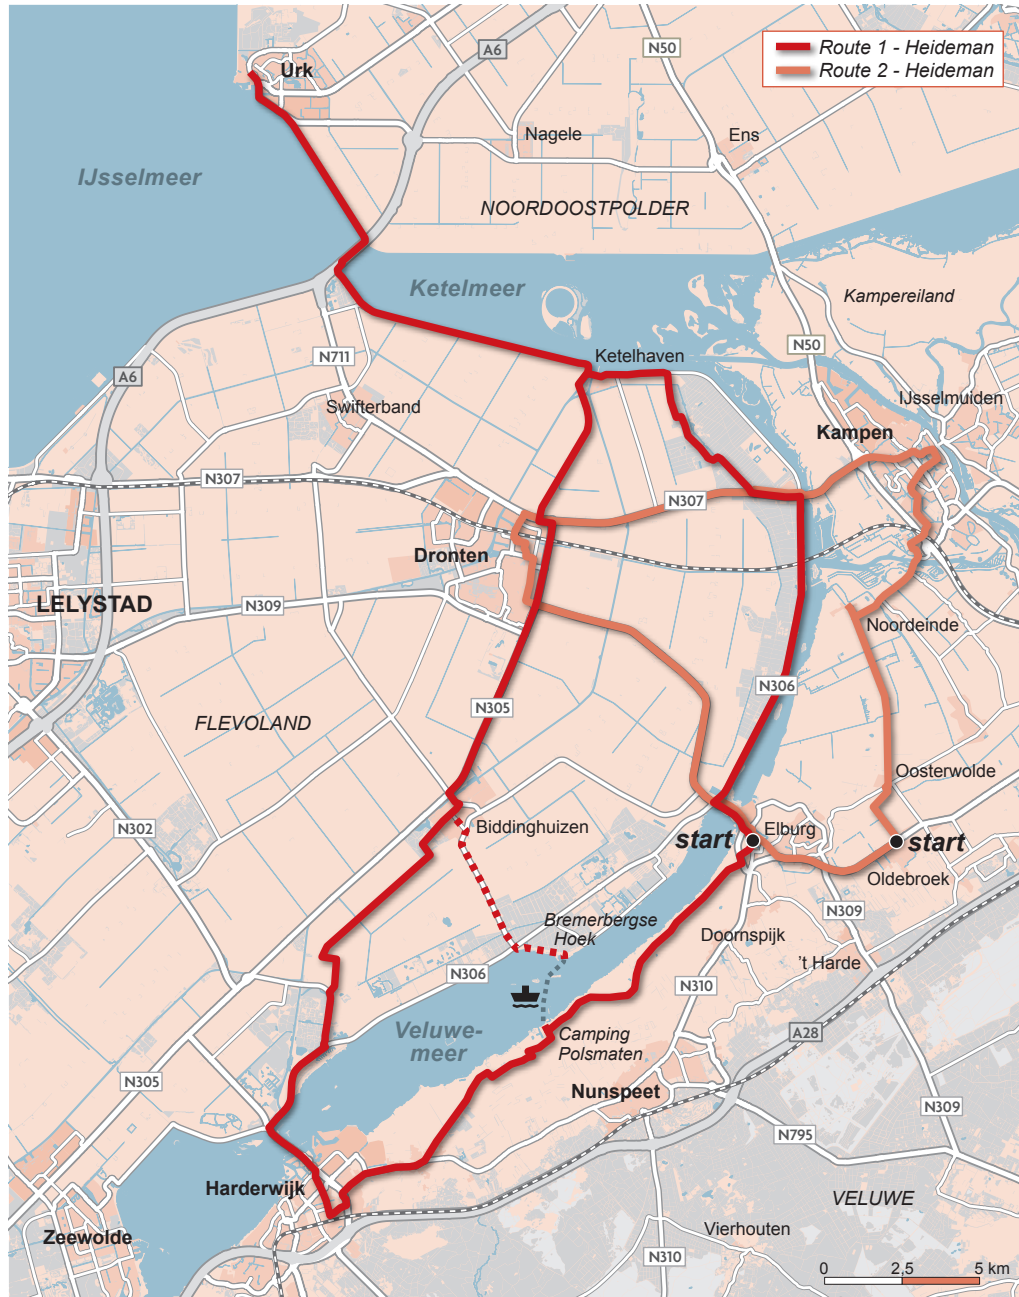 Route 1 - Heideman
Route 2 - Heideman
Urk
A6
N50
Nagele
Ens
IJsselmeer
NOORDOOSTPOLDER
Ketelmeer
Kampereiland
N711
Ketelhaven
N50
A6
Swifterband
IJsselmuiden
Kampen
N307
N307
Dronten
LELYSTAD
N309
Noordeinde
N306
N305
FLEVOLAND
Oosterwolde
N302
Biddinghuizen
start
Elburg
start
Oldebroek
N309
Bremerbergse
Hoek
Doornspijk
't Harde
N306
N310
Veluwe-
meer
Camping
Polsmaten
A28
N305
Nunspeet
N309
N795
Harderwijk
VELUWE
Zeewolde
Vierhouten
N310
0
2,5
5 km